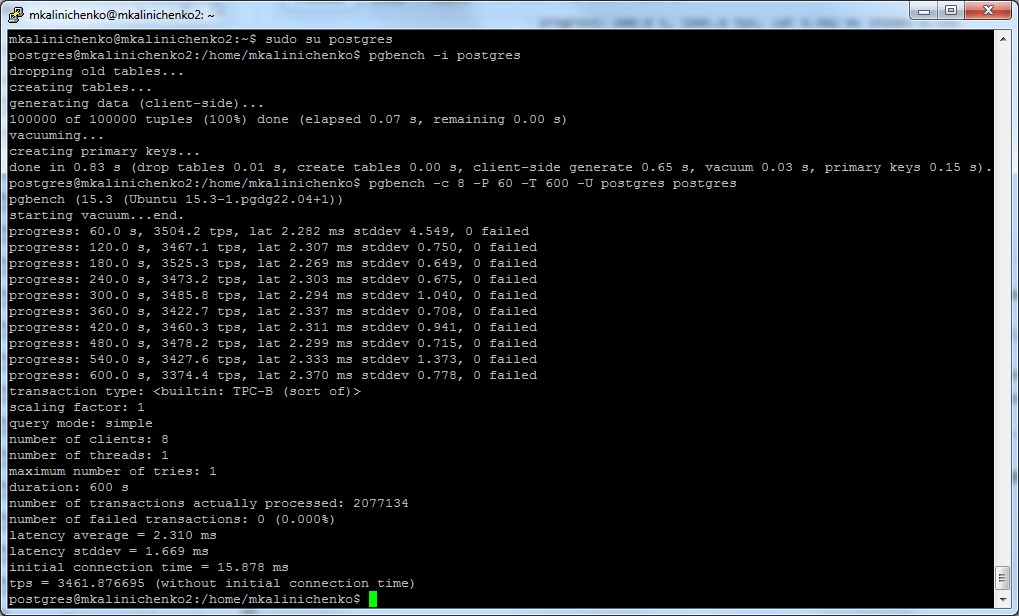 mkalinichenko@mkalinichenko2: ~
mkalinichenko@mkalinichenko2:~$ sudo su postgres
postgres@mkalinichenko2:/home/mkalinichenko$ pgbench -i postgres
dropping old tables...
creating tables...
generating data (client-side)...
100000 of 100000 tuples (100%) done (elapsed 0.07 s, remaining 0.00 s)
vacuuming...
creating primary keys...
done in 0.83 s (drop tables 0.01 s, create tables 0.00 s, client-side generate 0.65 s, vacuum 0.03 s, primary keys 0.15 s).
postgres@mkalinichenko2:/home/mkalinichenko$ pgbench -c 8 -P 60 -T 600 -U postgres postgres
pgbench (15.3 (Ubuntu 15.3-1.pgdg22.04+1))
starting vacuum...end.
progress: 60.0 s, 3504.2 tps, lat 2.282 ms stddev 4.549, 0 failed
progress: 120.0 s, 3467.1 tps, lat 2.307 ms stddev 0.750, 0 failed
progress: 180.0 s, 3525.3 tps, lat 2.269 ms stddev 0.649, 0 failed
progress: 240.0 s, 3473.2 tps, lat 2.303 ms stddev 0.675, 0 failed
progress: 300.0 s, 3485.8 tps, lat 2.294 ms stddev 1.040, 0 failed
progress: 360.0 s, 3422.7 tps, lat 2.337 ms stddev 0.708, 0 failed
progress: 420.0 s, 3460.3 tps, lat 2.311 ms stddev 0.941, 0 failed
progress: 480.0 s, 3478.2 tps, lat 2.299 ms stddev 0.715, 0 failed
progress: 540.0 s, 3427.6 tps, lat 2.333 ms stddev 1.373, 0 failed
progress: 600.0 s, 3374.4 tps, lat 2.370 ms stddev 0.778, 0 failed
transaction type: <builtin: TPC-B (sort of)>
scaling factor: 1
query mode: simple
number of clients: 8
number of threads: 1
maximum number of tries: 1
duration: 600 s
number of transactions actually processed: 2077134
number of failed transactions: 0 (0.000%)
latency average = 2.310 ms
latency stddev = 1.669 ms
initial connection time = 15.878 ms
tps = 3461.876695 (without initial connection time)
postgres@mkalinichenko2:/home/mkalinichenko$